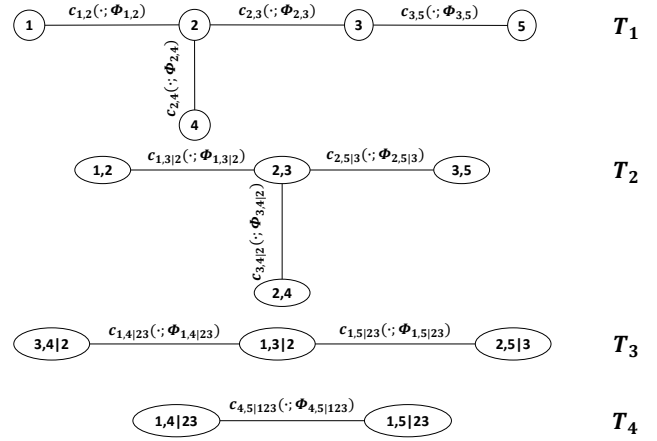 1 c1,2(·; Φ1,2) 2 c2,3(·; Φ2,3) 3 c3,5(·; Φ3,5) 5 T1
c2,4(·; Φ2,4)
4
1,2 c1,3|2(·; Φ1,3|2) 2,3 c2,5|3(·; Φ2,5|3) 3,5 T2
c3,4|2(·; Φ3,4|2)
2,4
3,4|2 c1,4|23(·; Φ1,4|23) 1,3|2 c1,5|23(·; Φ1,5|23) 2,5|3 T3
1,4|23 c4,5|123(·; Φ4,5|123) 1,5|23 T4